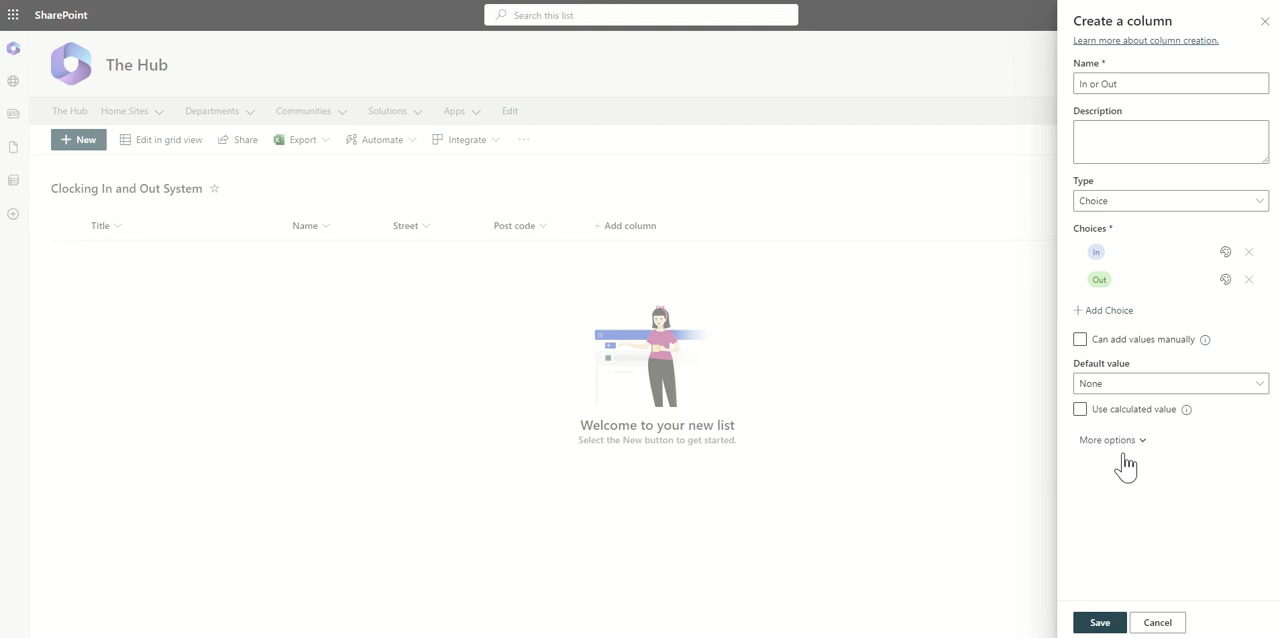 SharePoint
Search this list
The Hub
The Hub Home Sites Departments Communities Solutions Apps Edit
New Edit in grid view Share Export Automate Integrate ...
Clocking In and Out System
Title Name Street Post code + Add column
Welcome to your new list
Select the New button to get started.
Create a column
Learn more about column creation.
Name *
In or Out
Description
Type
Choice
Choices *
In
Out
+ Add Choice
Can add values manually
Default value
None
Use calculated value
More options
Save Cancel